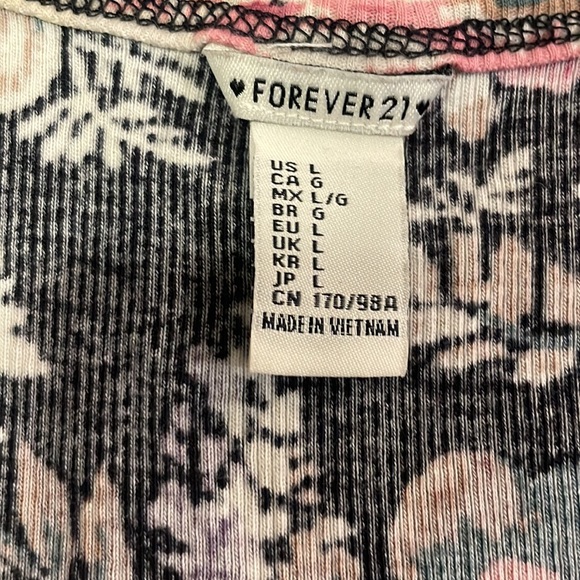 ♥ FOREVER 21 ♥
US L
CA G
MX L/G
BR G
EU L
UK L
KR L
JP L
CN 170/98A
MADE IN VIETNAM